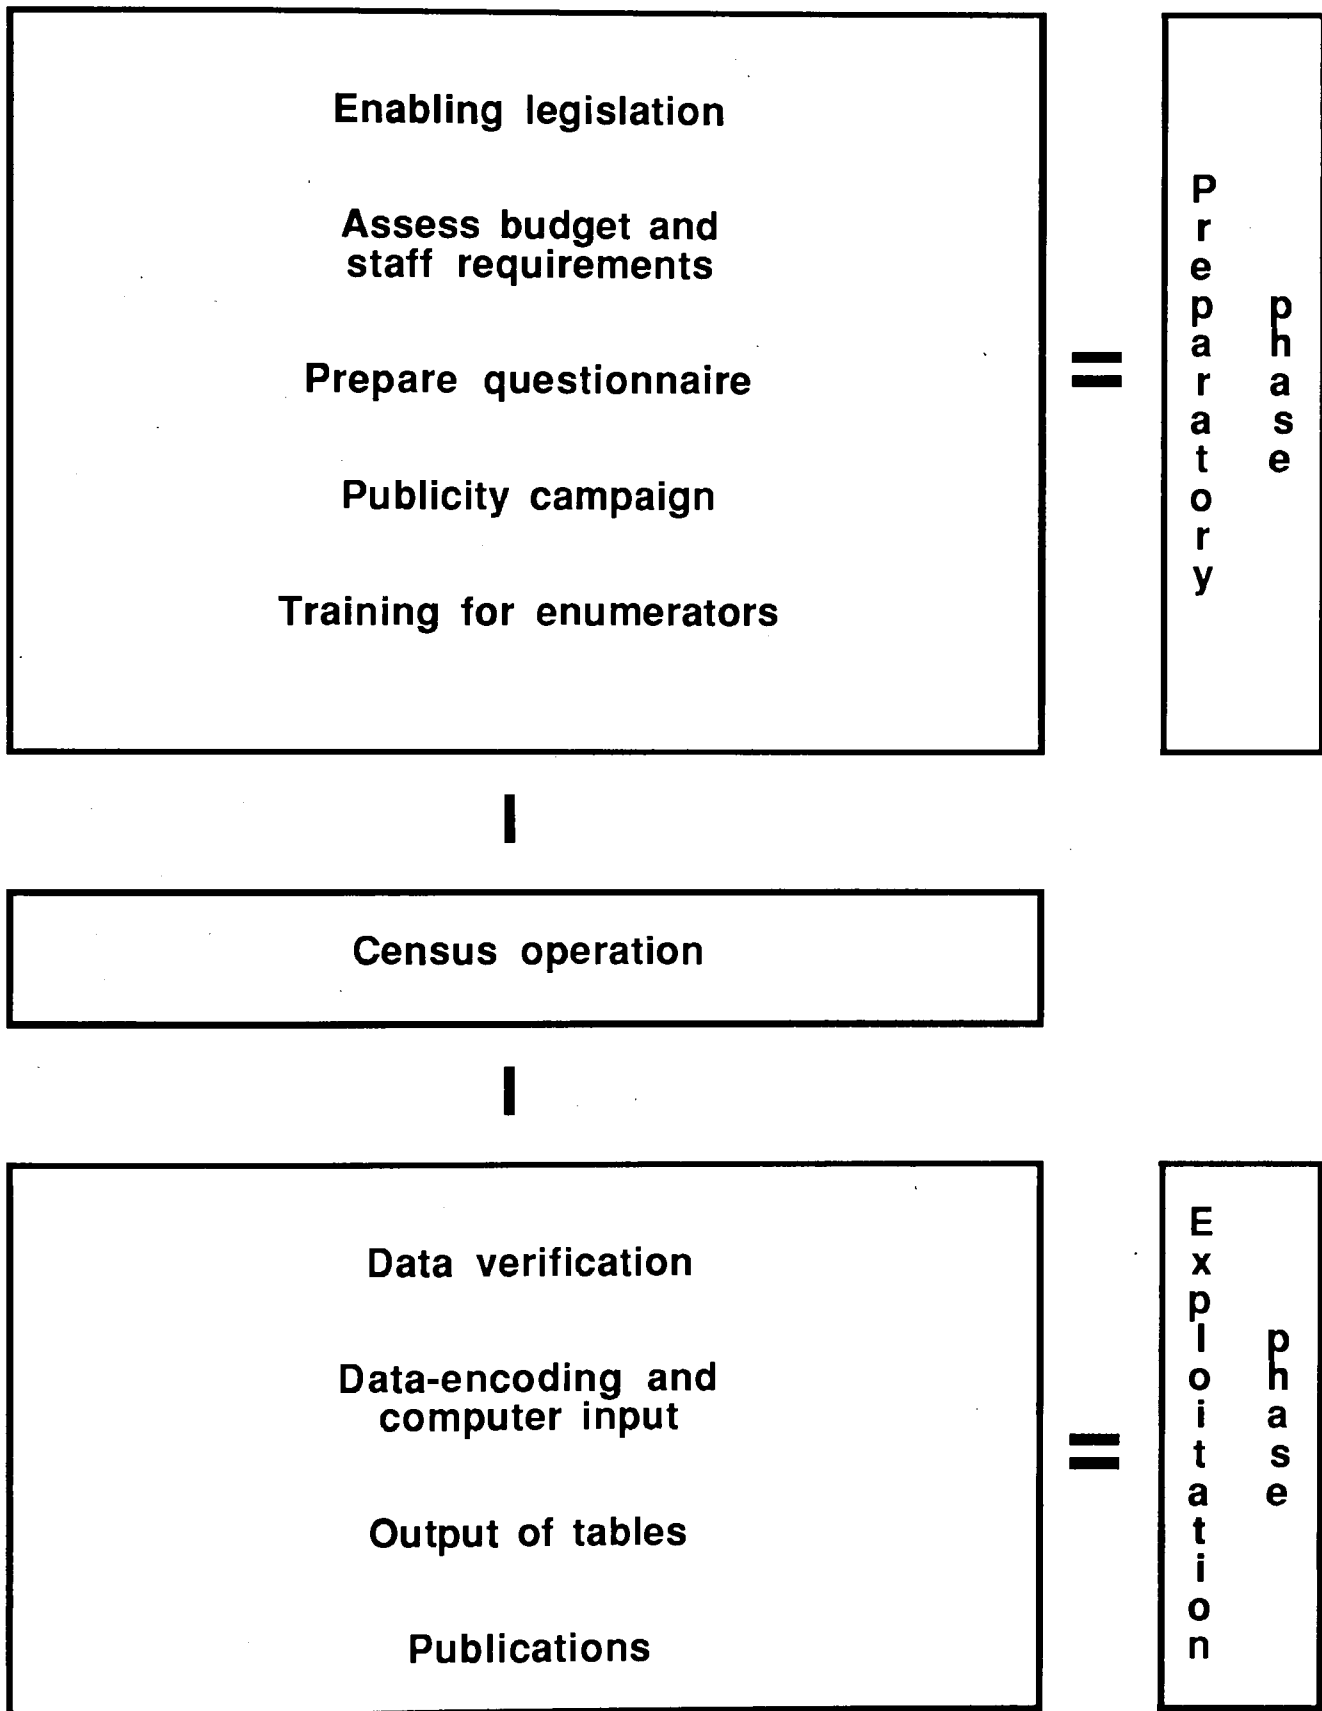 Enabling legislation
Assess budget and
staff requirements
Prepare questionnaire
Publicity campaign
Training for enumerators
=
Preparatory
phase
Census operation
Data verification
Data-encoding and
computer input
Output of tables
Publications
=
Exploitation
phase